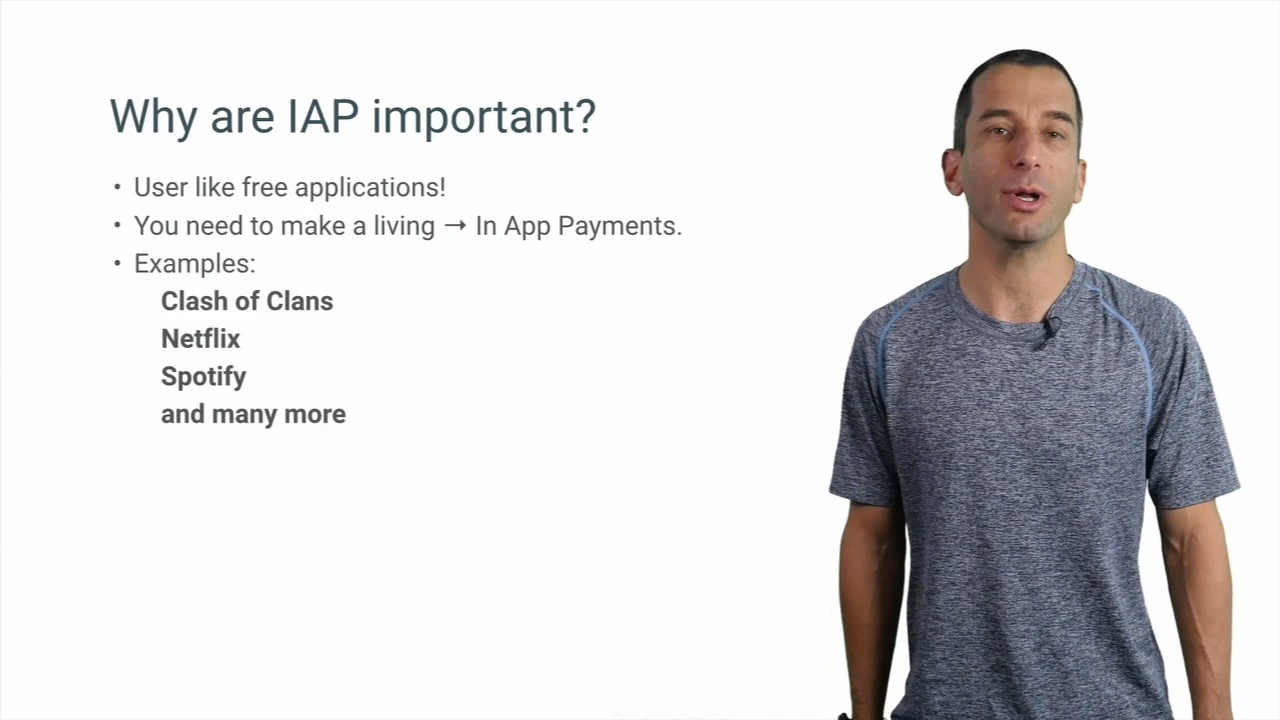 Why are IAP important?
• User like free applications!
• You need to make a living → In App Payments.
• Examples:
Clash of Clans
Netflix
Spotify
and many more